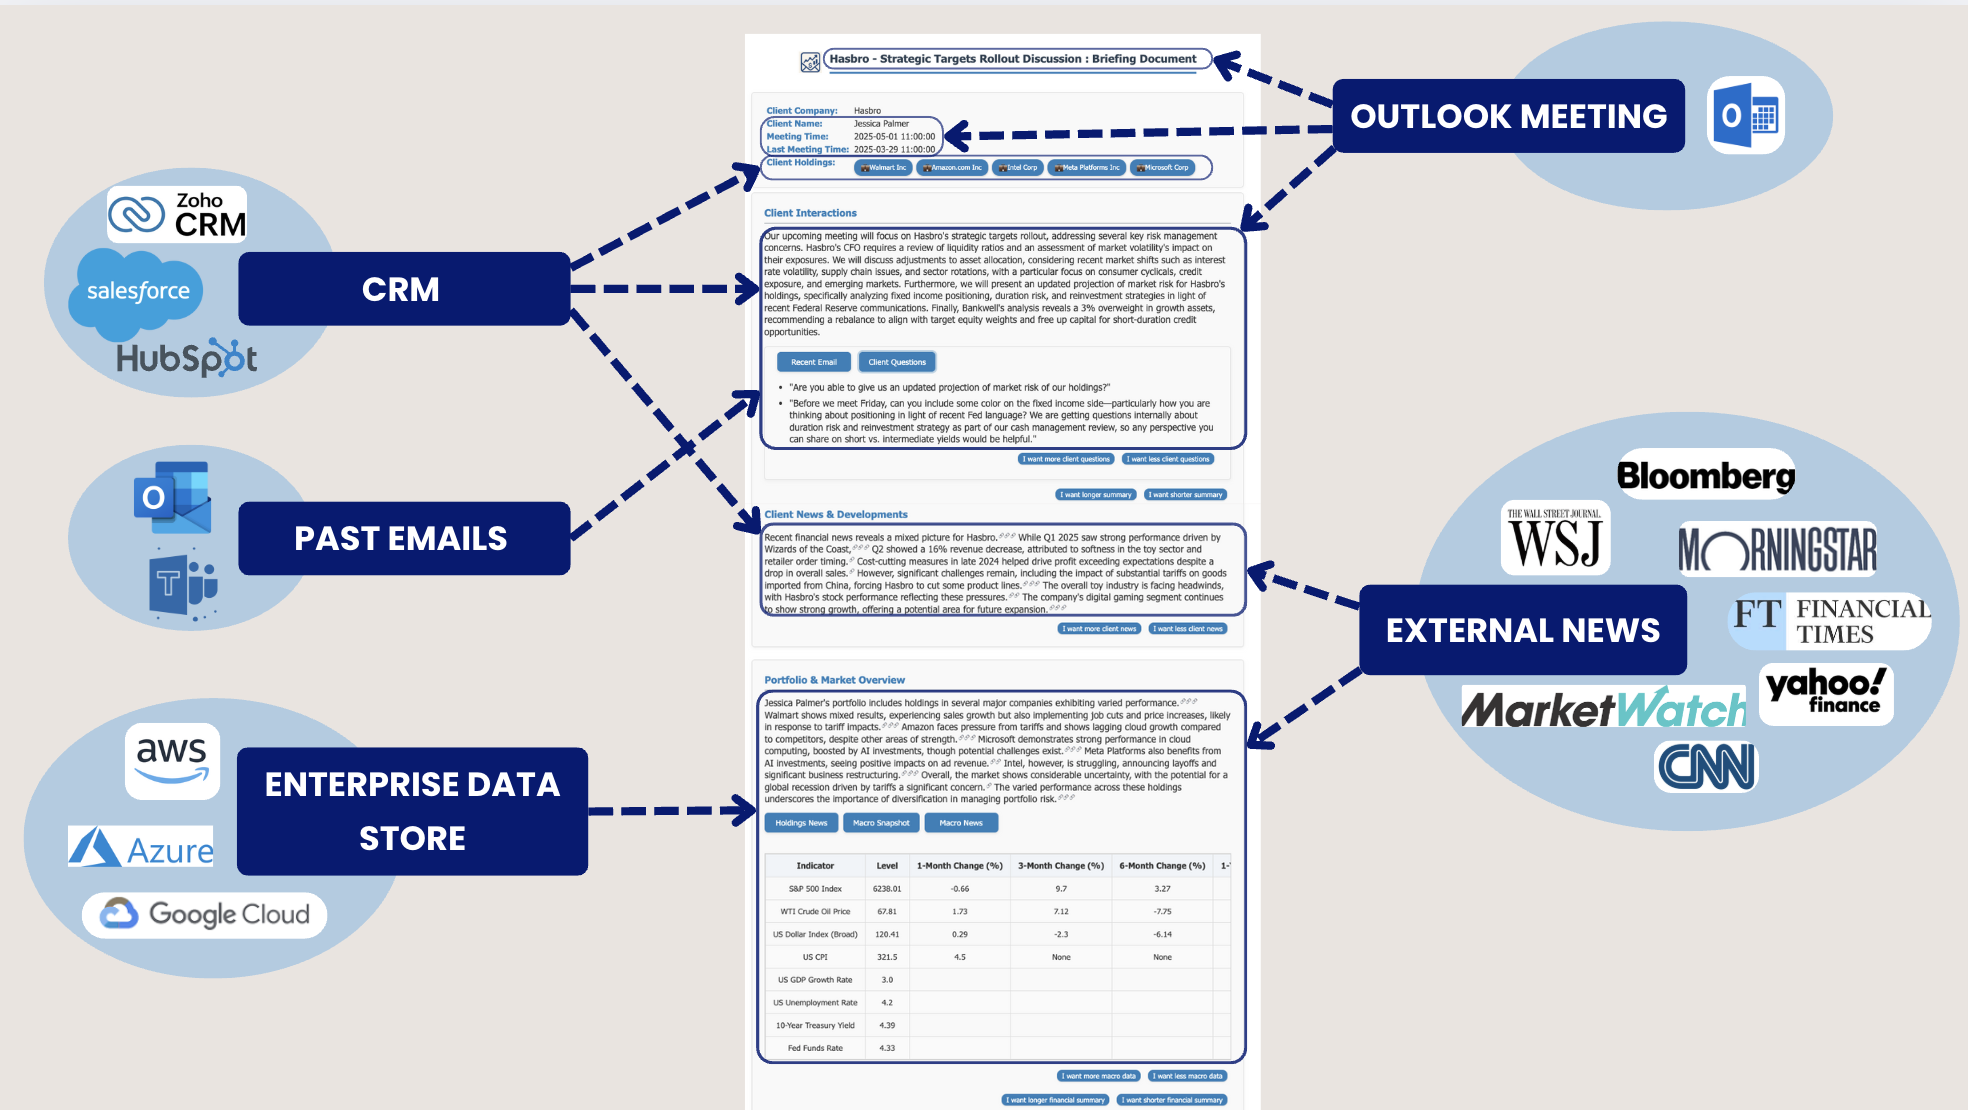 Hasbro - Strategic Targets Rollout Discussion : Briefing Document
Client Company: Hasbro
Client Name: Jessica Palmer
Meeting Time: 2025-05-01 11:00:00
Last Meeting Time: 2025-03-29 11:00:00
Client Holdings: Walmart Inc Amazon.com Inc Intel Corp Meta Platforms Inc Microsoft Corp
Client Interactions
Our upcoming meeting will focus on Hasbro's strategic targets rollout, addressing several key risk management
concerns. Hasbro's CFO requires a review of liquidity ratios and an assessment of market volatility's impact on
their exposures. We will discuss adjustments to asset allocation, considering recent market shifts such as interest
rate volatility, supply chain issues, and sector rotations, with a particular focus on consumer cyclicals, credit
exposure, and emerging markets. Furthermore, we will present an updated projection of market risk for Hasbro's
holdings, specifically analyzing fixed income positioning, duration risk, and reinvestment strategies in light of
recent Federal Reserve communications. Finally, Bankwell's analysis reveals a 3% overweight in growth assets,
recommending a rebalance to align with target equity weights and free up capital for short-duration credit
opportunities.
Recent Email Client Questions
• "Are you able to give us an updated projection of market risk of our holdings?"
• "Before we meet Friday, can you include some color on the fixed income side—particularly how you are
thinking about positioning in light of recent Fed language? We are getting questions internally about
duration risk and reinvestment strategy as part of our cash management review, so any perspective you
can share on short vs. intermediate yields would be helpful."
I want more client questions I want less client questions
I want longer summary I want shorter summary
Client News & Developments
Recent financial news reveals a mixed picture for Hasbro. While Q1 2025 saw strong performance driven by
Wizards of the Coast, Q2 showed a 16% revenue decrease, attributed to softness in the toy sector and
retailer order timing. Cost-cutting measures in late 2024 helped drive profit exceeding expectations despite a
drop in overall sales. However, significant challenges remain, including the impact of substantial tariffs on goods
imported from China, forcing Hasbro to cut some product lines. The overall toy industry is facing headwinds,
with Hasbro's stock performance reflecting these pressures. The company's digital gaming segment continues
to show strong growth, offering a potential area for future expansion.
I want more client news I want less client news
Portfolio & Market Overview
Jessica Palmer's portfolio includes holdings in several major companies exhibiting varied performance.
Walmart shows mixed results, experiencing sales growth but also implementing job cuts and price increases, likely
in response to tariff impacts. Amazon faces pressure from tariffs and shows lagging cloud growth compared
to competitors, despite other areas of strength. Microsoft demonstrates strong performance in cloud
computing, boosted by AI investments, though potential challenges exist. Meta Platforms also benefits from
AI investments, seeing positive impacts on ad revenue. Intel, however, is struggling, announcing layoffs and
significant business restructuring. Overall, the market shows considerable uncertainty, with the potential for a
global recession driven by tariffs a significant concern. The varied performance across these holdings
underscores the importance of diversification in managing portfolio risk.
Holdings News Macro Snapshot Macro News
Indicator Level 1-Month Change (%) 3-Month Change (%) 6-Month Change (%) 1-
S&P 500 Index 6238.01 -0.66 9.7 3.27
WTI Crude Oil Price 67.81 1.73 7.12 -7.75
US Dollar Index (Broad) 120.41 0.29 -2.3 -6.14
US CPI 321.5 4.5 None None
US GDP Growth Rate 3.0
US Unemployment Rate 4.2
10-Year Treasury Yield 4.39
Fed Funds Rate 4.33
I want more macro data I want less macro data
I want longer financial summary I want shorter financial summary
Zoho
CRM
salesforce
HubSpot
CRM
O
T
PAST EMAILS
aws
Azure
Google Cloud
ENTERPRISE DATA
STORE
OUTLOOK MEETING
O
EXTERNAL NEWS
Bloomberg
THE WALL STREET JOURNAL
WSJ
MORNINGSTAR
FT FINANCIAL
TIMES
MarketWatch
yahoo!
finance
CNN